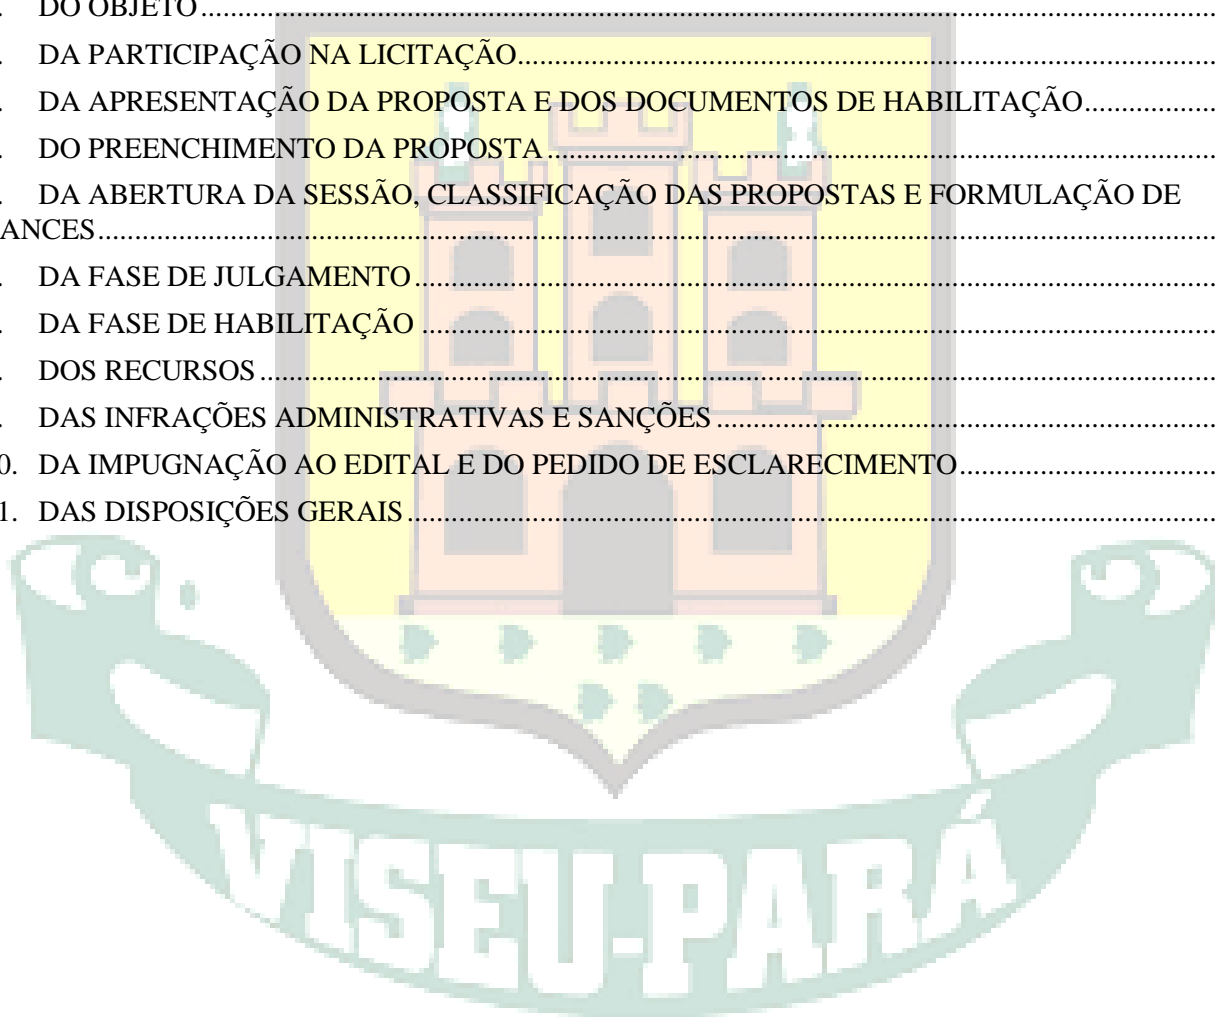 . DO OBJETO
. DA PARTICIPAÇÃO NA LICITAÇÃO
. DA APRESENTAÇÃO DA PROPOSTA E DOS DOCUMENTOS DE HABILITAÇÃO
. DO PREENCHIMENTO DA PROPOSTA
. DA ABERTURA DA SESSÃO, CLASSIFICAÇÃO DAS PROPOSTAS E FORMULAÇÃO DE
ANCES
. DA FASE DE JULGAMENTO
. DA FASE DE HABILITAÇÃO
. DOS RECURSOS
. DAS INFRAÇÕES ADMINISTRATIVAS E SANÇÕES
0. DA IMPUGNAÇÃO AO EDITAL E DO PEDIDO DE ESCLARECIMENTO
1. DAS DISPOSIÇÕES GERAIS
VISEU-PARÁ